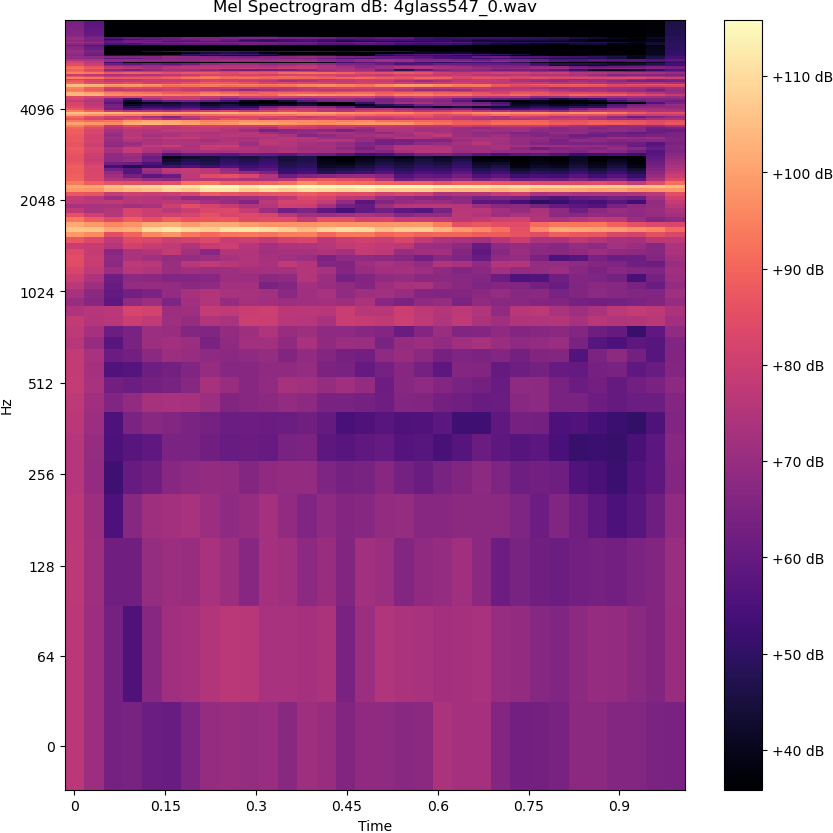 Mel Spectrogram dB: 4glass547_0.wav
Hz
4096
2048
1024
512
256
128
64
0
0 0.15 0.3 0.45 0.6 0.75 0.9
Time
+110 dB
+100 dB
+90 dB
+80 dB
+70 dB
+60 dB
+50 dB
+40 dB